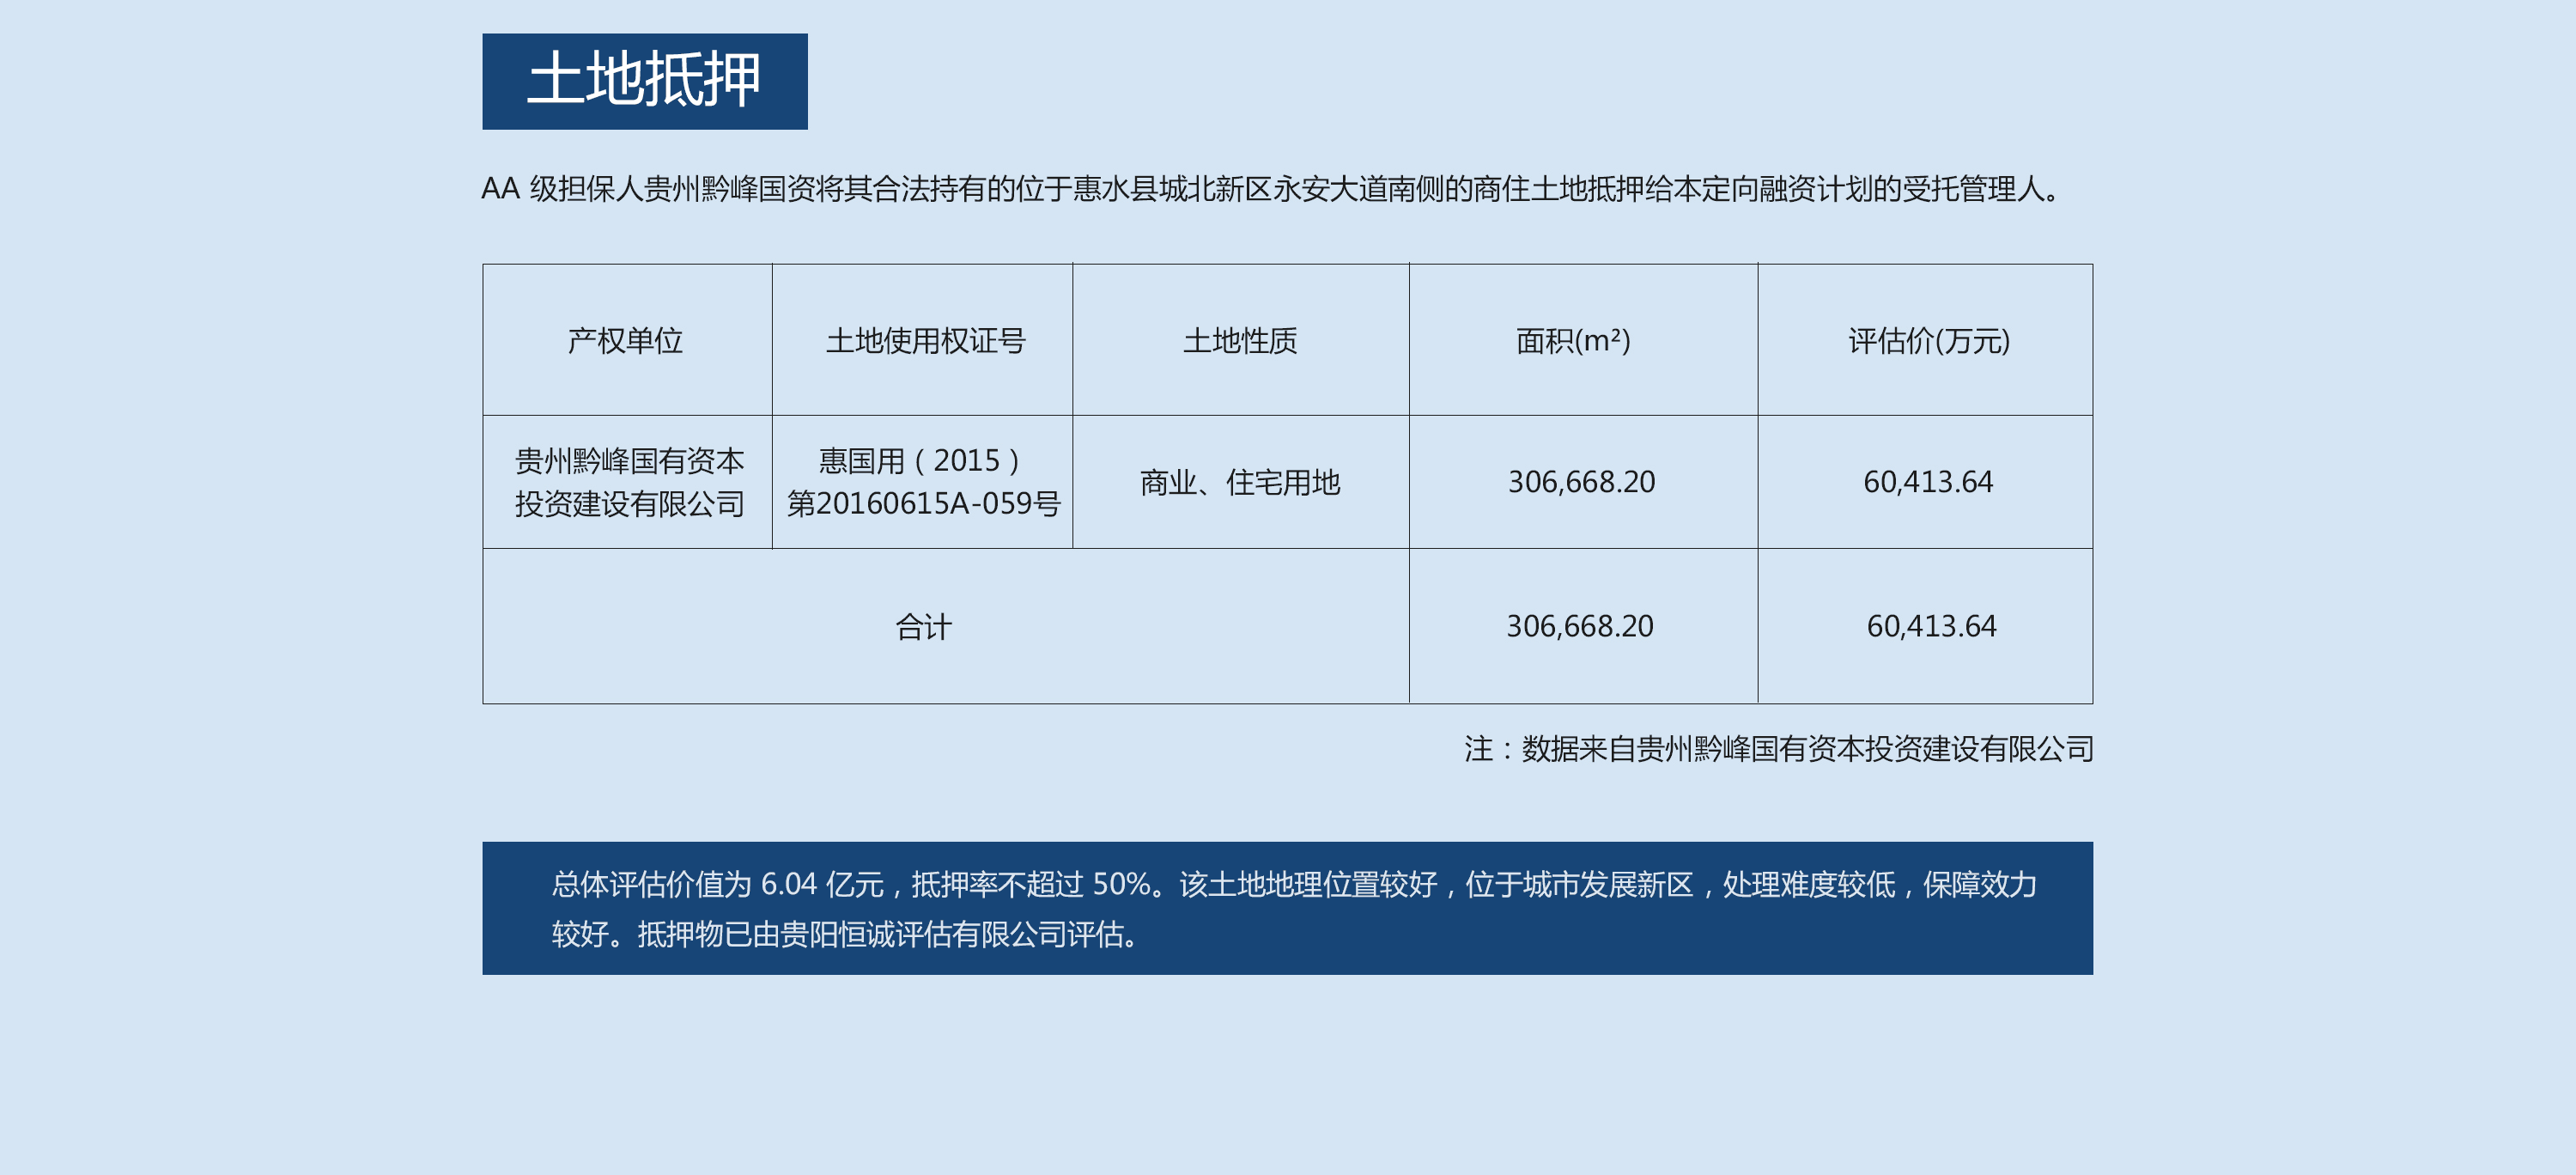 土地抵押
AA 级担保人贵州黔峰国资将其合法持有的位于惠水县城北新区永安大道南侧的商住土地抵押给本定向融资计划的受托管理人。
产权单位 土地使用权证号 土地性质 面积(m²) 评估价(万元)
贵州黔峰国有资本
投资建设有限公司
惠国用（2015）
第20160615A-059号
商业、住宅用地
306,668.20
60,413.64
合计 306,668.20 60,413.64
注：数据来自贵州黔峰国有资本投资建设有限公司
总体评估价值为 6.04 亿元，抵押率不超过 50%。该土地地理位置较好，位于城市发展新区，处理难度较低，保障效力
较好。抵押物已由贵阳恒诚评估有限公司评估。